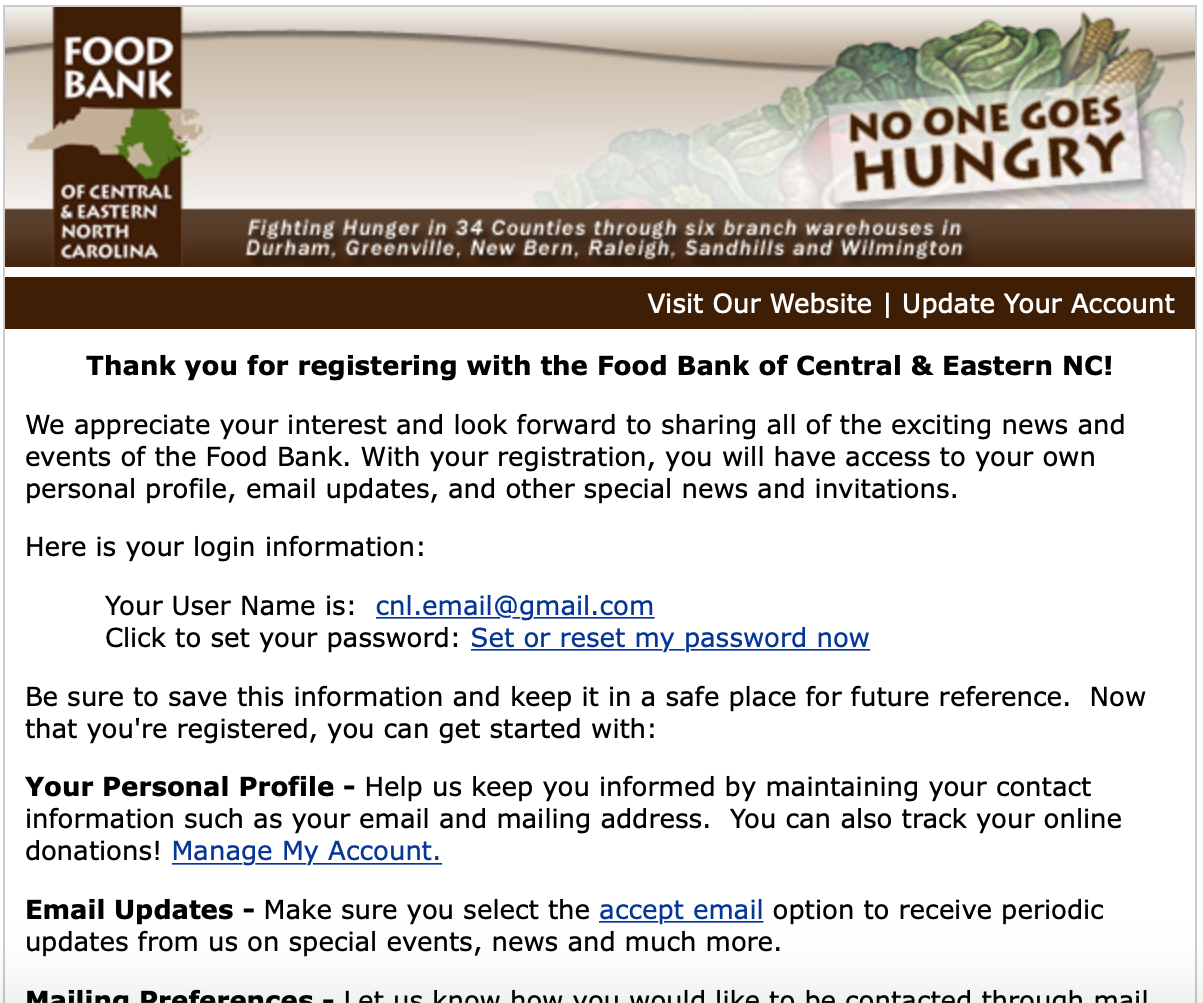 FOOD
BANK
OF CENTRAL
& EASTERN
NORTH
CAROLINA
NO ONE GOES
HUNGRY
Fighting Hunger in 34 Counties through six branch warehouses in
Durham, Greenville, New Bern, Raleigh, Sandhills and Wilmington
Visit Our Website | Update Your Account
Thank you for registering with the Food Bank of Central & Eastern NC!
We appreciate your interest and look forward to sharing all of the exciting news and
events of the Food Bank. With your registration, you will have access to your own
personal profile, email updates, and other special news and invitations.
Here is your login information:
Your User Name is: cnl.email@gmail.com
Click to set your password: Set or reset my password now
Be sure to save this information and keep it in a safe place for future reference. Now
that you're registered, you can get started with:
Your Personal Profile - Help us keep you informed by maintaining your contact
information such as your email and mailing address. You can also track your online
donations! Manage My Account.
Email Updates - Make sure you select the accept email option to receive periodic
updates from us on special events, news and much more.
Mailing Preferences - Let us know how you would like to be contacted through mail